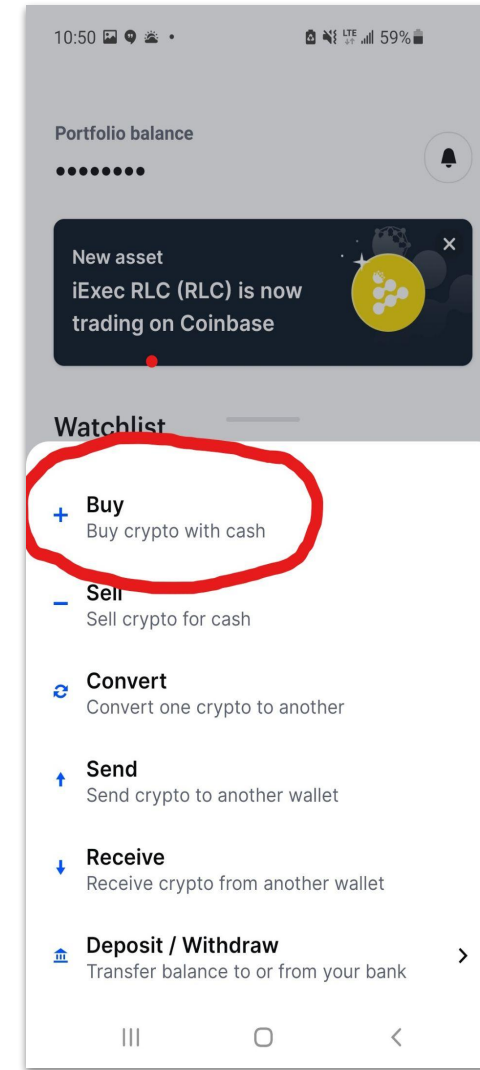 10:50
LTE 59%
Portfolio balance
New asset
iExec RLC (RLC) is now
trading on Coinbase
Watchlist
Buy
Buy crypto with cash
Sell
Sell crypto for cash
Convert
Convert one crypto to another
Send
Send crypto to another wallet
Receive
Receive crypto from another wallet
Deposit / Withdraw
Transfer balance to or from your bank